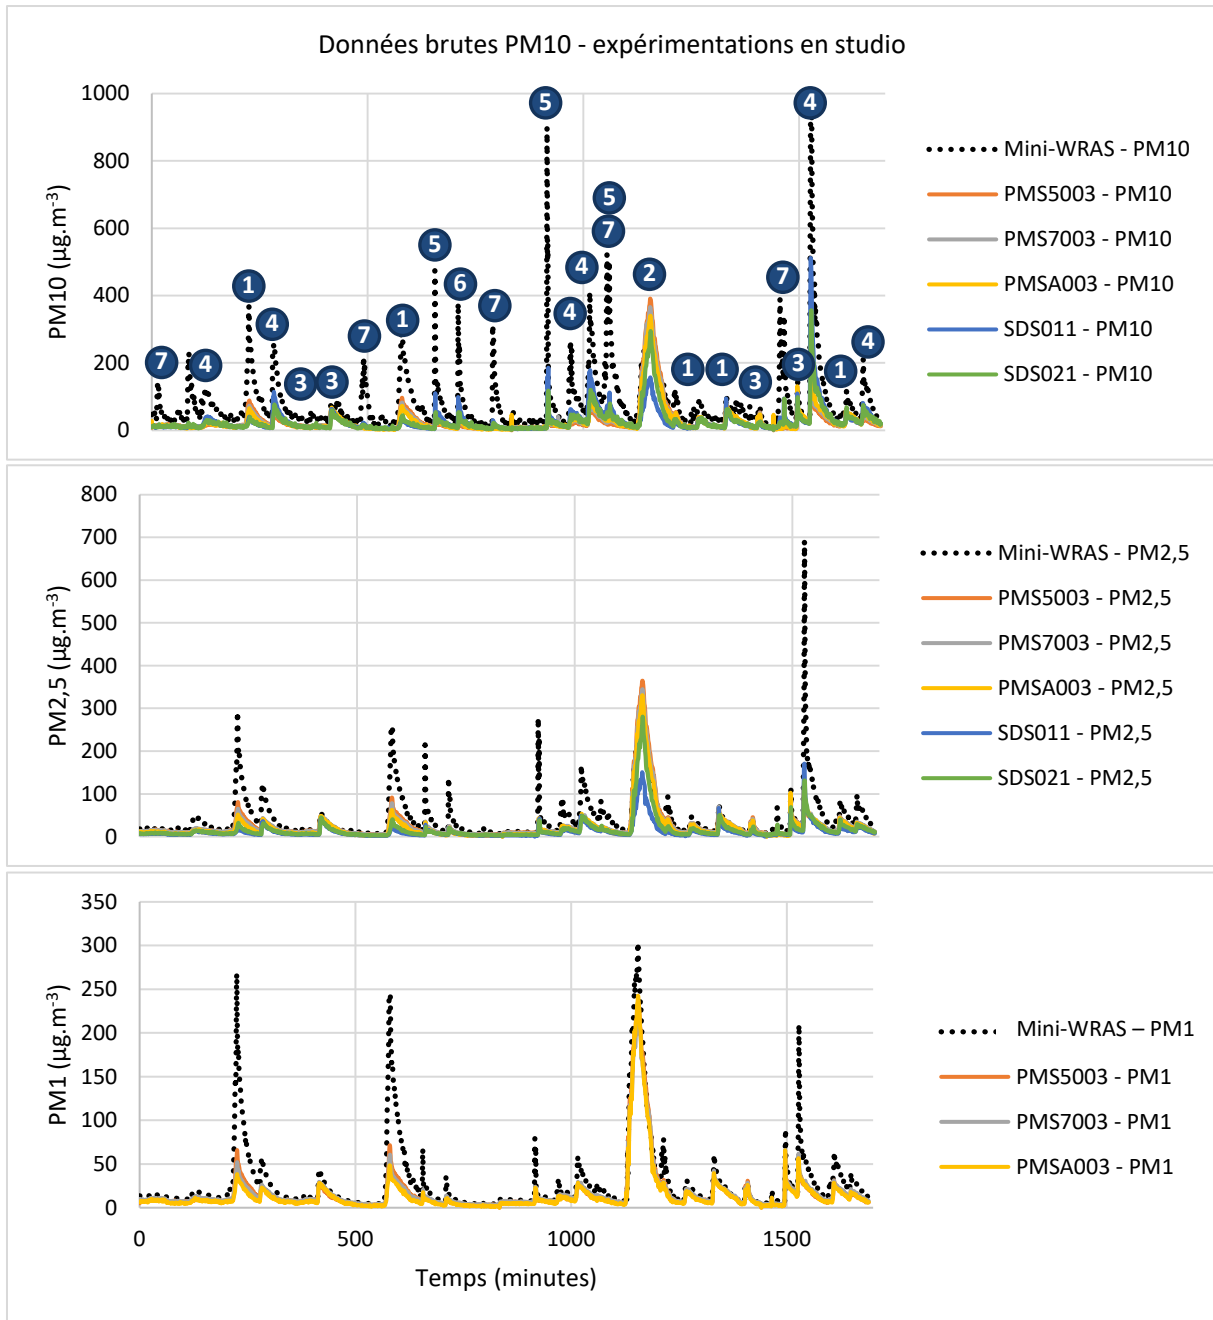 Données brutes PM10 - expérimentations en studio
PM10 (µg.m-3)
1000
800
600
400
200
0
7
4
1
4
3
3
7
1
5
6
7
5
4
4
5
7
2
1
1
3
7
3
4
1
4
Mini-WRAS - PM10
PMS5003 - PM10
PMS7003 - PM10
PMSA003 - PM10
SDS011 - PM10
SDS021 - PM10
PM2,5 (µg.m-3)
800
700
600
500
400
300
200
100
0
Mini-WRAS - PM2,5
PMS5003 - PM2,5
PMS7003 - PM2,5
PMSA003 - PM2,5
SDS011 - PM2,5
SDS021 - PM2,5
PM1 (µg.m-3)
350
300
250
200
150
100
50
0
0
500
1000
1500
Temps (minutes)
Mini-WRAS – PM1
PMS5003 - PM1
PMS7003 - PM1
PMSA003 - PM1